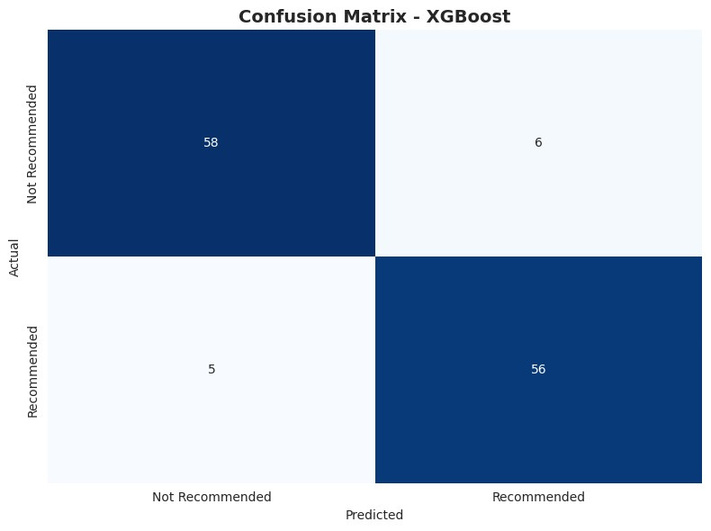 Confusion Matrix - XGBoost
Not Recommended
58
6
Actual
Recommended
5
56
Not Recommended
Recommended
Predicted